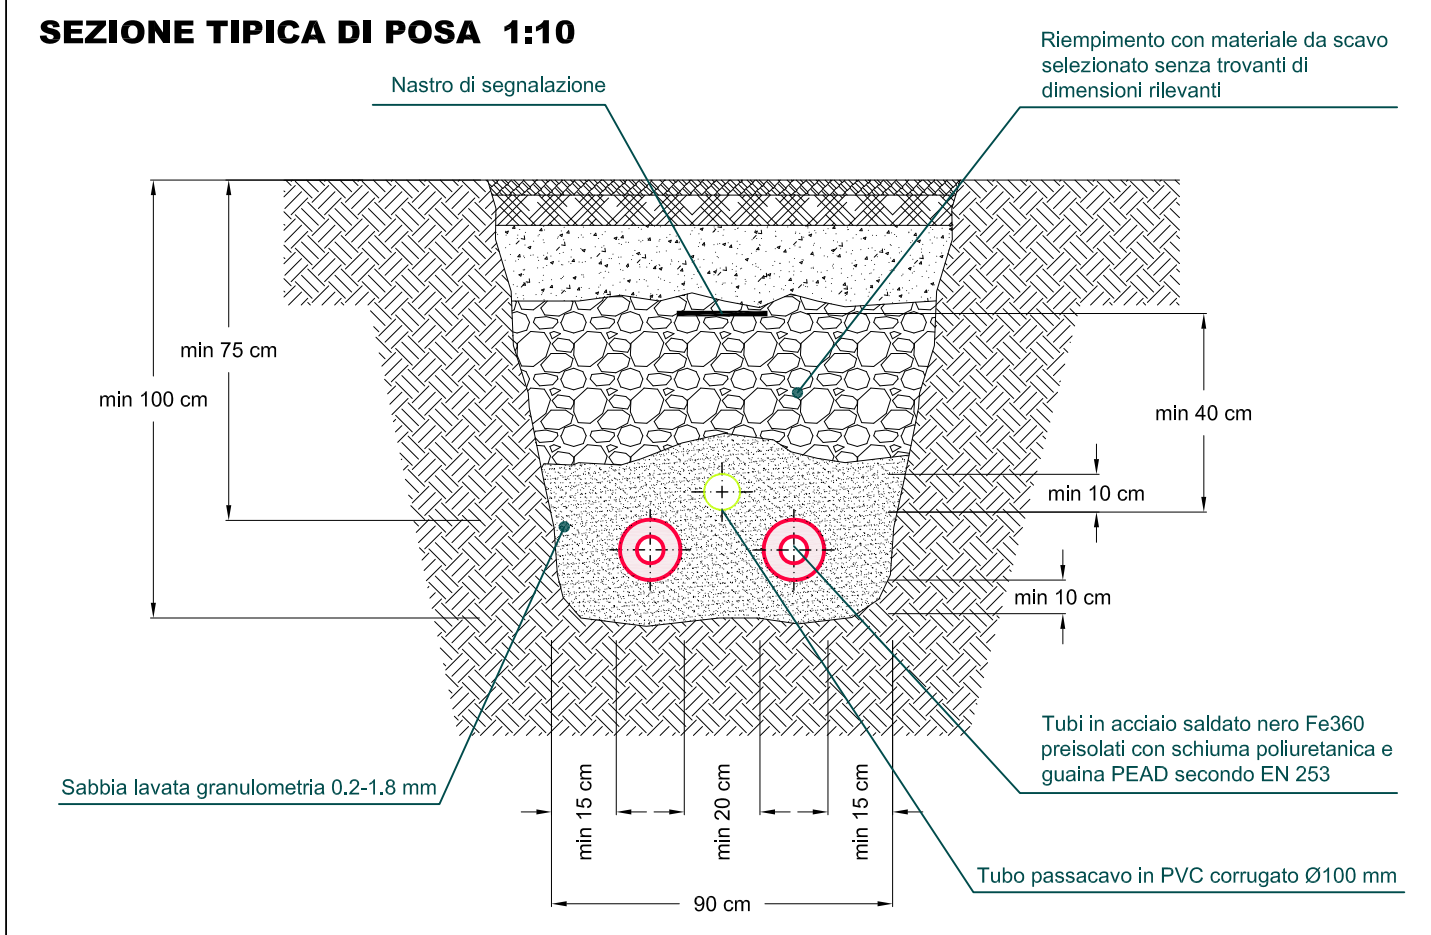 SEZIONE TIPICA DI POSA 1:10
Nastro di segnalazione
Riempimento con materiale da scavo
selezionato senza trovanti di
dimensioni rilevanti
min 75 cm
min 100 cm
min 40 cm
min 10 cm
min 10 cm
Tubi in acciaio saldato nero Fe360
preisolati con schiuma poliuretanica e
guaina PEAD secondo EN 253
Sabbia lavata granulometria 0.2-1.8 mm
min 15 cm
min 20 cm
min 15 cm
Tubo passacavo in PVC corrugato Ø100 mm
90 cm